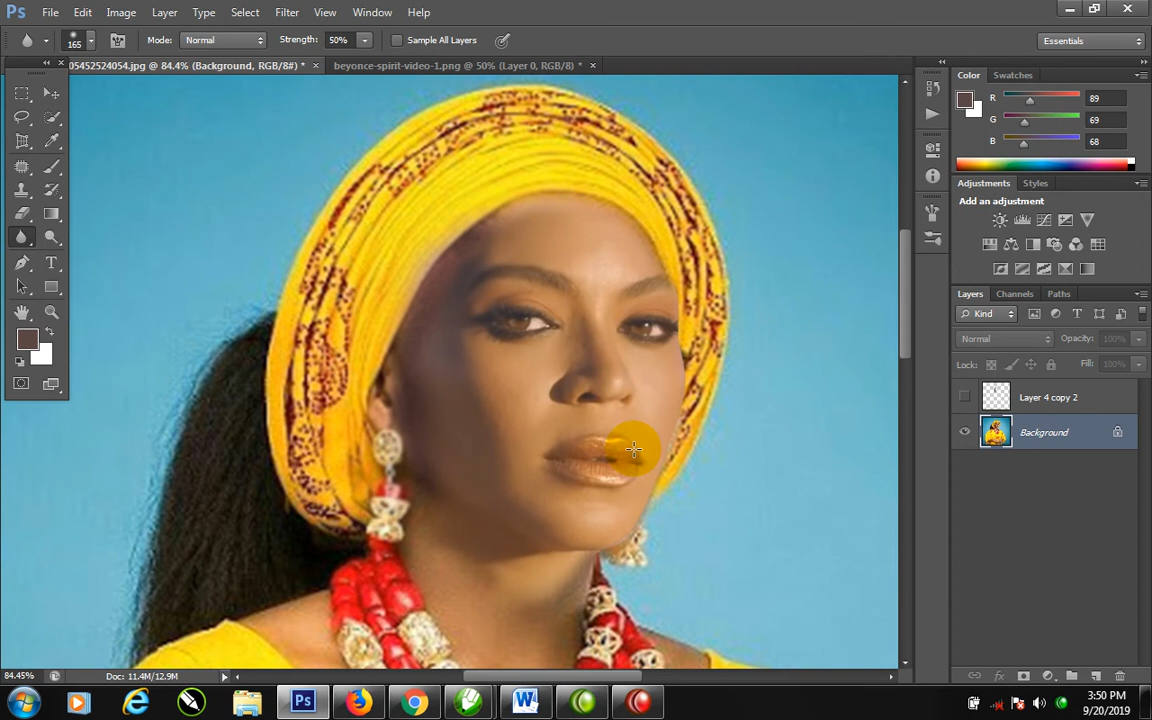 Ps File Edit Image Layer Type Select Filter View Window Help
165 Mode: Normal Strength: 50% Sample All Layers Essentials
05452524054.jpg @ 84.4% (Background, RGB/8#) * × beyonce-spirit-video-1.png @ 50% (Layer 0, RGB/8) * ×
Color Swatches
R 89
G 69
B 68
Adjustments Styles
Add an adjustment
Layers Channels Paths
Kind
Normal Opacity: 100%
Lock: Fill: 100%
Layer 4 copy 2
Background
84.45% Doc: 11.4M/12.9M
Ps W 3:50 PM
9/20/2019